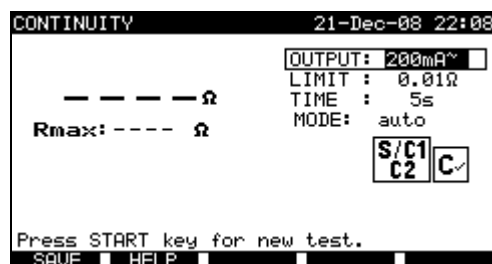 CONTINUITY 21-Dec-08 22:08
OUTPUT: 200mA~
LIMIT : 0.01Ω
TIME : 5s
MODE: auto
– – – – Ω
Rmax: - - - - Ω
S/C1
C2
C✓
Press START key for new test.
SAVE HELP